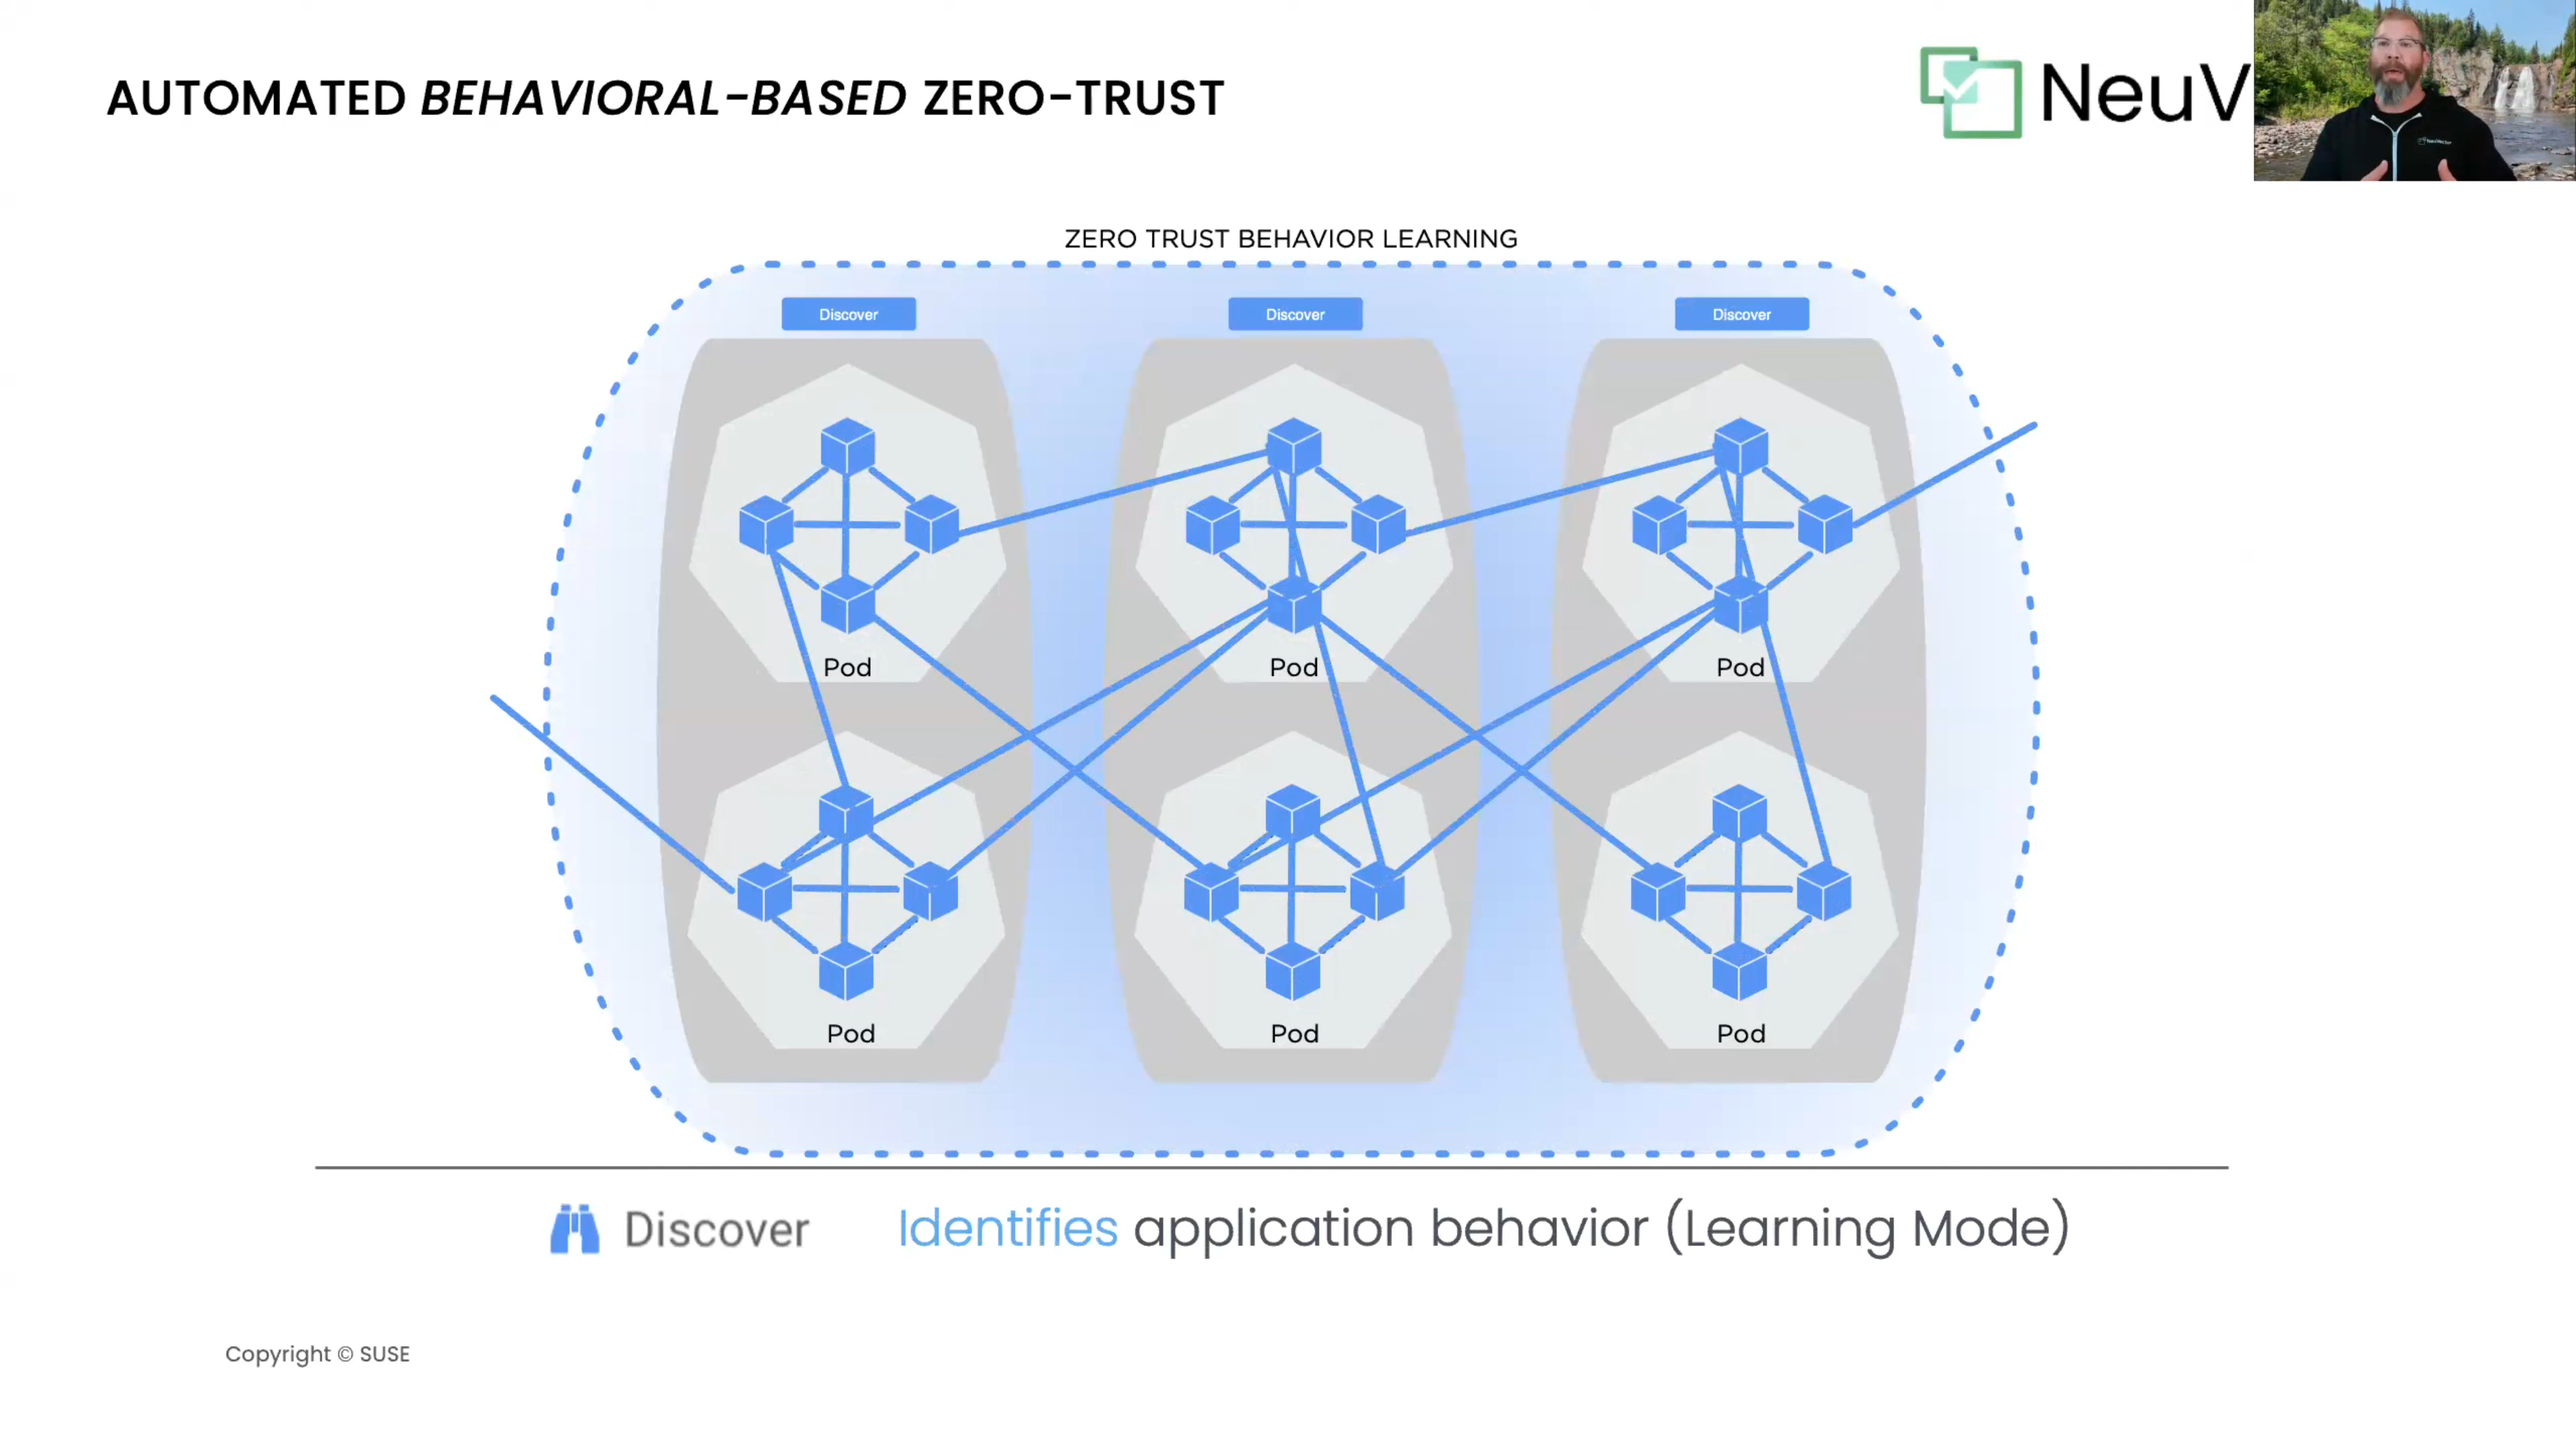 AUTOMATED BEHAVIORAL-BASED ZERO-TRUST
NeuV
ZERO TRUST BEHAVIOR LEARNING
Discover
Discover
Discover
Pod
Pod
Pod
Pod
Pod
Pod
Discover
Identifies application behavior (Learning Mode)
Copyright © SUSE